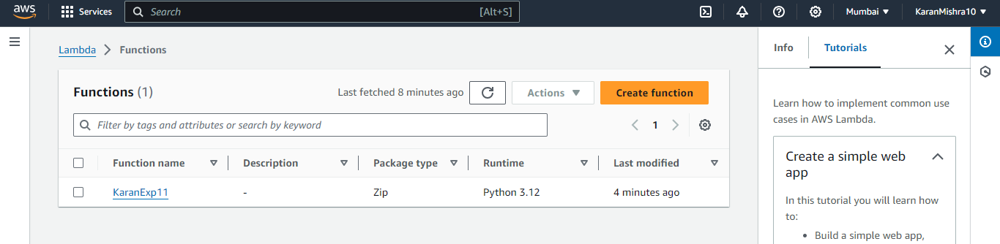 aws
Services
Search
[Alt+S]
Mumbai
KaranMishra10
Lambda
Functions
Functions (1)
Last fetched 8 minutes ago
Actions
Create function
Filter by tags and attributes or search by keyword
1
Function name
Description
Package type
Runtime
Last modified
KaranExp11
-
Zip
Python 3.12
4 minutes ago
Info
Tutorials
Learn how to implement common use
cases in AWS Lambda.
Create a simple web
app
In this tutorial you will learn how
to:
• Build a simple web app,